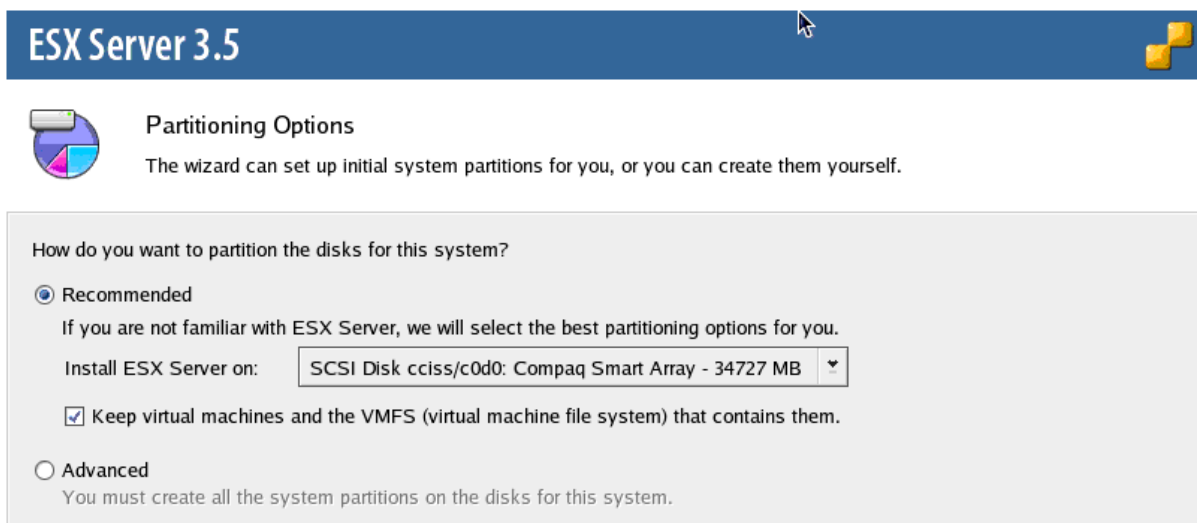 ESX Server 3.5
Partitioning Options
The wizard can set up initial system partitions for you, or you can create them yourself.
How do you want to partition the disks for this system?
Recommended
If you are not familiar with ESX Server, we will select the best partitioning options for you.
Install ESX Server on: SCSI Disk cciss/c0d0: Compaq Smart Array - 34727 MB
Keep virtual machines and the VMFS (virtual machine file system) that contains them.
Advanced
You must create all the system partitions on the disks for this system.